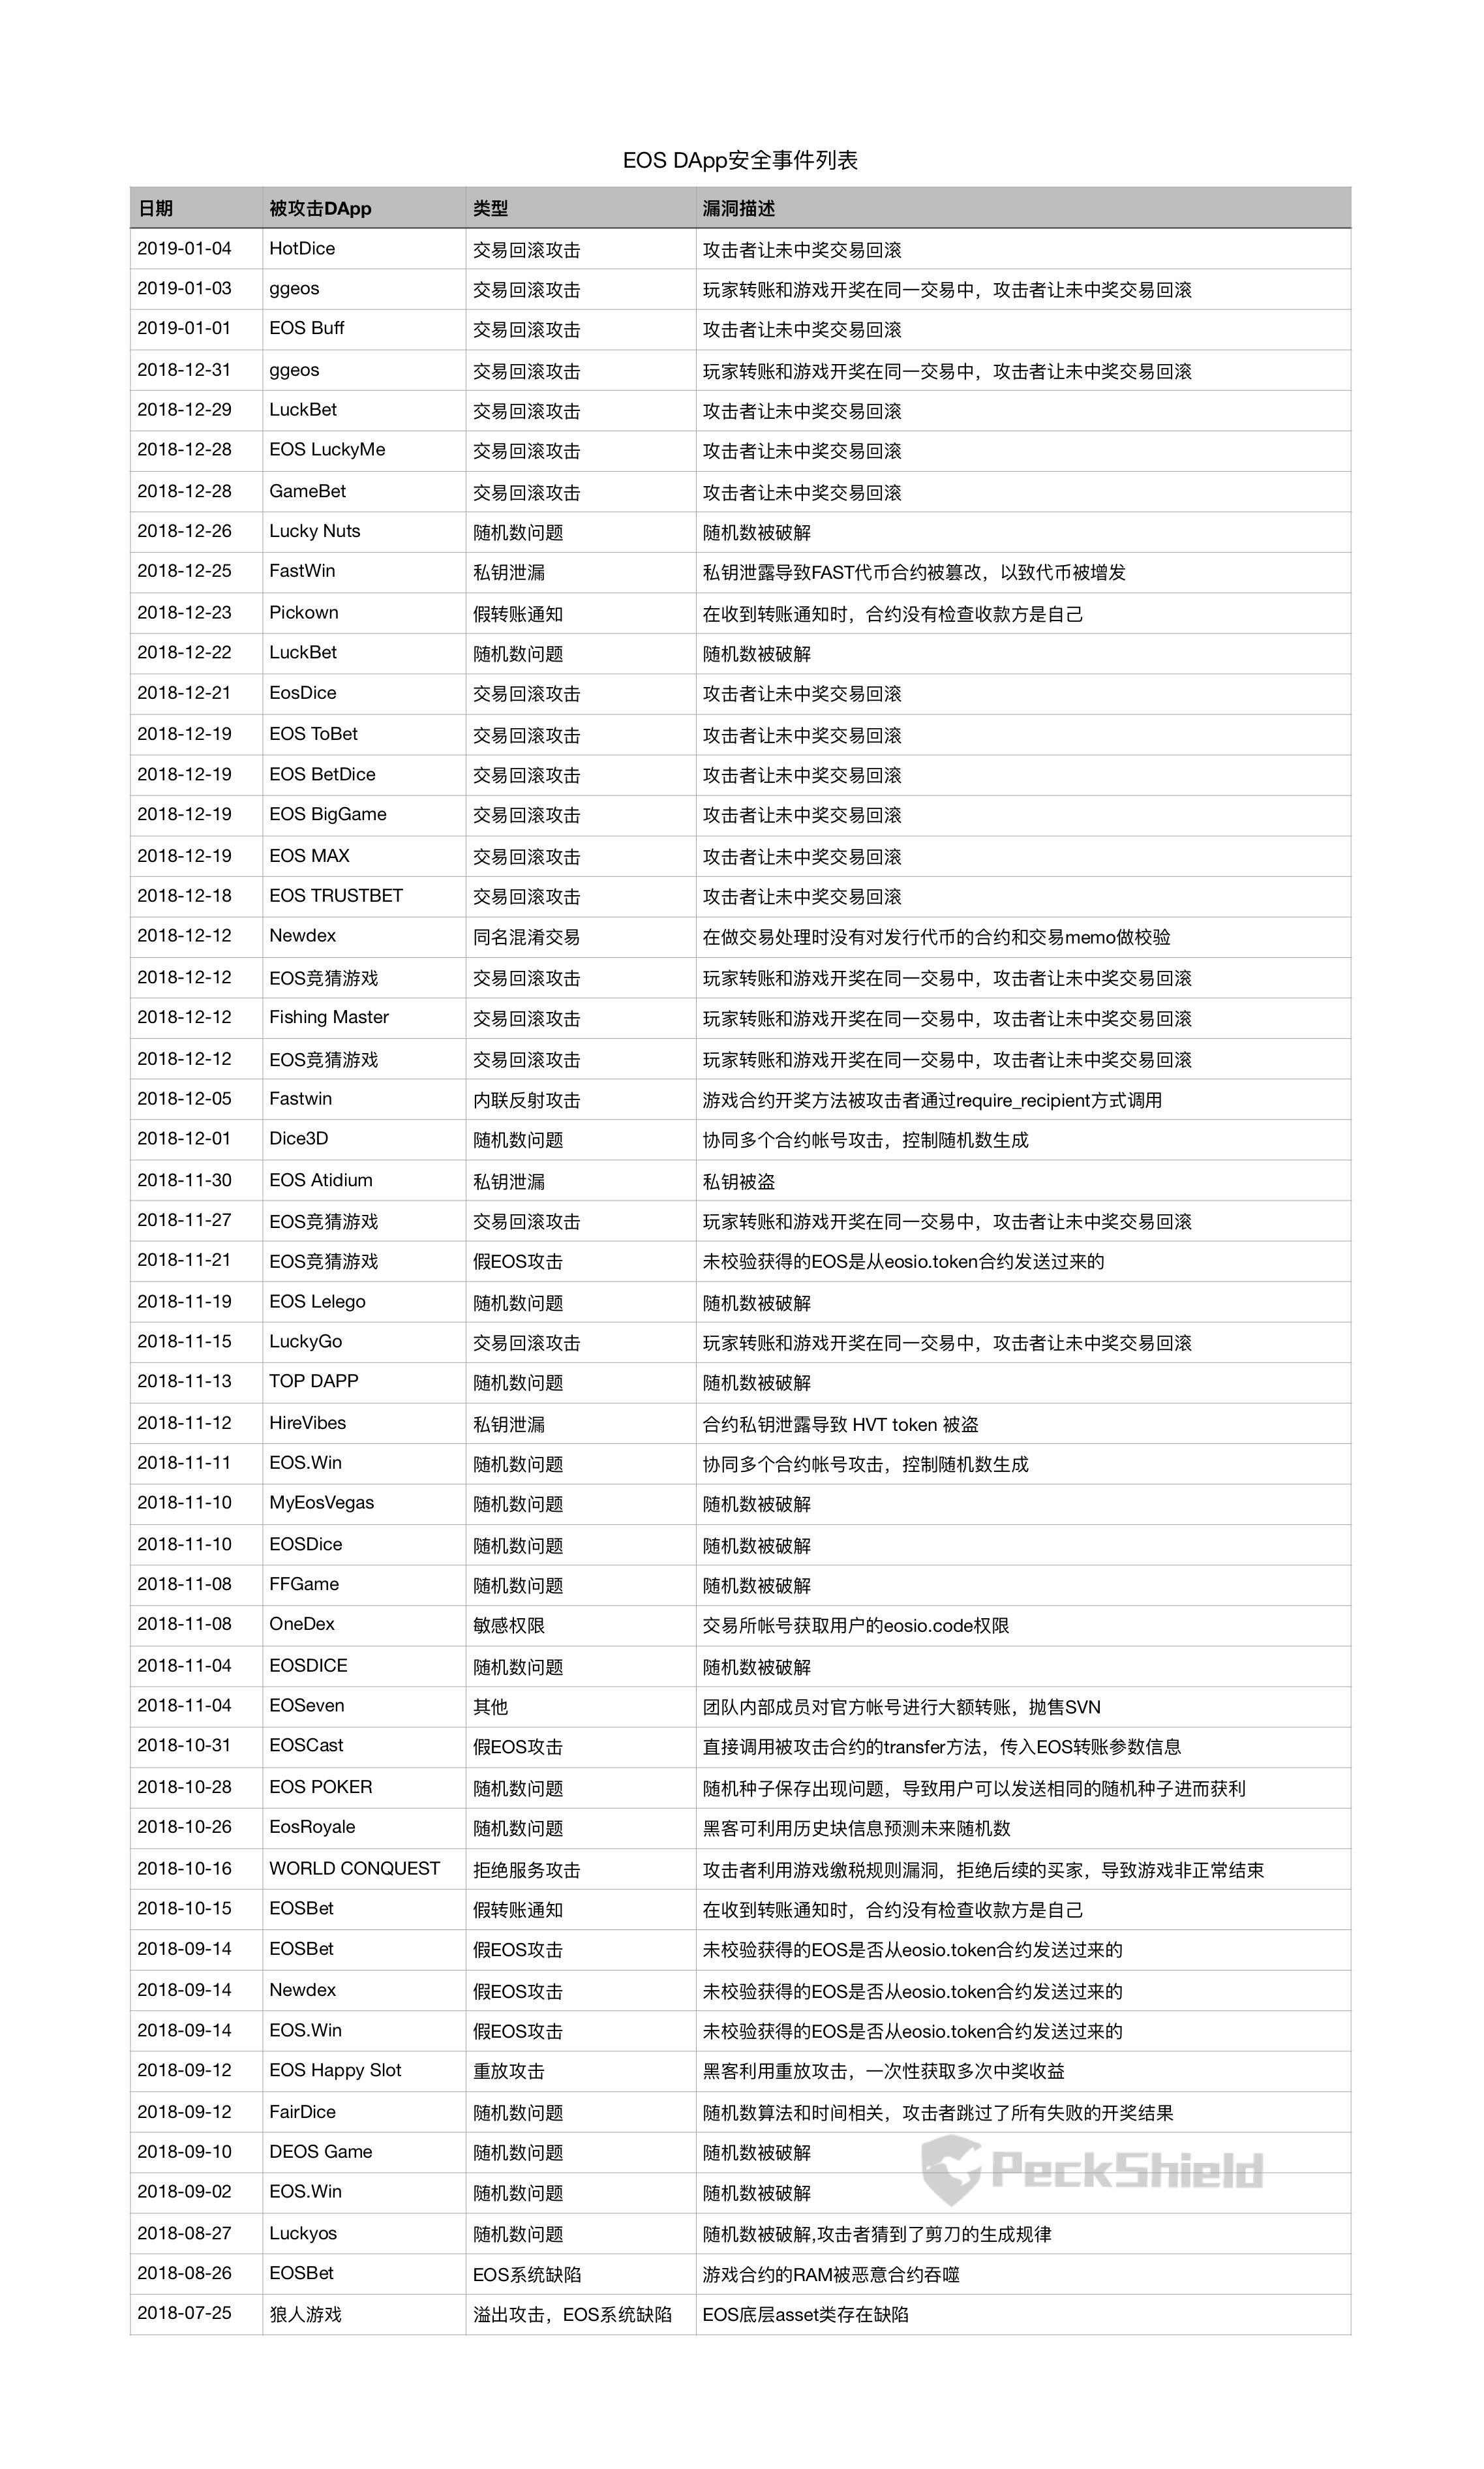 EOS DApp安全事件列表
日期 被攻击DApp 类型 漏洞描述
2019-01-04 HotDice 交易回滚攻击 攻击者让未中奖交易回滚
2019-01-03 ggeos 交易回滚攻击 玩家转账和游戏开奖在同一交易中，攻击者让未中奖交易回滚
2019-01-01 EOS Buff 交易回滚攻击 攻击者让未中奖交易回滚
2018-12-31 ggeos 交易回滚攻击 玩家转账和游戏开奖在同一交易中，攻击者让未中奖交易回滚
2018-12-29 LuckBet 交易回滚攻击 攻击者让未中奖交易回滚
2018-12-28 EOS LuckyMe 交易回滚攻击 攻击者让未中奖交易回滚
2018-12-28 GameBet 交易回滚攻击 攻击者让未中奖交易回滚
2018-12-26 Lucky Nuts 随机数问题 随机数被破解
2018-12-25 FastWin 私钥泄漏 私钥泄露导致FAST代币合约被篡改，以致代币被增发
2018-12-23 Pickown 假转账通知 在收到转账通知时，合约没有检查收款方是自己
2018-12-22 LuckBet 随机数问题 随机数被破解
2018-12-21 EosDice 交易回滚攻击 攻击者让未中奖交易回滚
2018-12-19 EOS ToBet 交易回滚攻击 攻击者让未中奖交易回滚
2018-12-19 EOS BetDice 交易回滚攻击 攻击者让未中奖交易回滚
2018-12-19 EOS BigGame 交易回滚攻击 攻击者让未中奖交易回滚
2018-12-19 EOS MAX 交易回滚攻击 攻击者让未中奖交易回滚
2018-12-18 EOS TRUSTBET 交易回滚攻击 攻击者让未中奖交易回滚
2018-12-12 Newdex 同名混淆交易 在做交易处理时没有对发行代币的合约和交易memo做校验
2018-12-12 EOS竞猜游戏 交易回滚攻击 玩家转账和游戏开奖在同一交易中，攻击者让未中奖交易回滚
2018-12-12 Fishing Master 交易回滚攻击 玩家转账和游戏开奖在同一交易中，攻击者让未中奖交易回滚
2018-12-12 EOS竞猜游戏 交易回滚攻击 玩家转账和游戏开奖在同一交易中，攻击者让未中奖交易回滚
2018-12-05 Fastwin 内联反射攻击 游戏合约开奖方法被攻击者通过require_recipient方式调用
2018-12-01 Dice3D 随机数问题 协同多个合约帐号攻击，控制随机数生成
2018-11-30 EOS Atidium 私钥泄漏 私钥被盗
2018-11-27 EOS竞猜游戏 交易回滚攻击 玩家转账和游戏开奖在同一交易中，攻击者让未中奖交易回滚
2018-11-21 EOS竞猜游戏 假EOS攻击 未校验获得的EOS是从eosio.token合约发送过来的
2018-11-19 EOS Lelego 随机数问题 随机数被破解
2018-11-15 LuckyGo 交易回滚攻击 玩家转账和游戏开奖在同一交易中，攻击者让未中奖交易回滚
2018-11-13 TOP DAPP 随机数问题 随机数被破解
2018-11-12 HireVibes 私钥泄漏 合约私钥泄露导致 HVT token 被盗
2018-11-11 EOS.Win 随机数问题 协同多个合约帐号攻击，控制随机数生成
2018-11-10 MyEosVegas 随机数问题 随机数被破解
2018-11-10 EOSDice 随机数问题 随机数被破解
2018-11-08 FFGame 随机数问题 随机数被破解
2018-11-08 OneDex 敏感权限 交易所帐号获取用户的eosio.code权限
2018-11-04 EOSDICE 随机数问题 随机数被破解
2018-11-04 EOSeven 其他 团队内部成员对官方帐号进行大额转账，抛售SVN
2018-10-31 EOSCast 假EOS攻击 直接调用被攻击合约的transfer方法，传入EOS转账参数信息
2018-10-28 EOS POKER 随机数问题 随机种子保存出现问题，导致用户可以发送相同的随机种子进而获利
2018-10-26 EosRoyale 随机数问题 黑客可利用历史块信息预测未来随机数
2018-10-16 WORLD CONQUEST 拒绝服务攻击 攻击者利用游戏缴税规则漏洞，拒绝后续的买家，导致游戏非正常结束
2018-10-15 EOSBet 假转账通知 在收到转账通知时，合约没有检查收款方是自己
2018-09-14 EOSBet 假EOS攻击 未校验获得的EOS是否从eosio.token合约发送过来的
2018-09-14 Newdex 假EOS攻击 未校验获得的EOS是否从eosio.token合约发送过来的
2018-09-14 EOS.Win 假EOS攻击 未校验获得的EOS是否从eosio.token合约发送过来的
2018-09-12 EOS Happy Slot 重放攻击 黑客利用重放攻击，一次性获取多次中奖收益
2018-09-12 FairDice 随机数问题 随机数算法和时间相关，攻击者跳过了所有失败的开奖结果
2018-09-10 DEOS Game 随机数问题 随机数被破解
PeckShield
2018-09-02 EOS.Win 随机数问题 随机数被破解
2018-08-27 Luckyos 随机数问题 随机数被破解,攻击者猜到了剪刀的生成规律
2018-08-26 EOSBet EOS系统缺陷 游戏合约的RAM被恶意合约吞噬
2018-07-25 狼人游戏 溢出攻击，EOS系统缺陷 EOS底层asset类存在缺陷